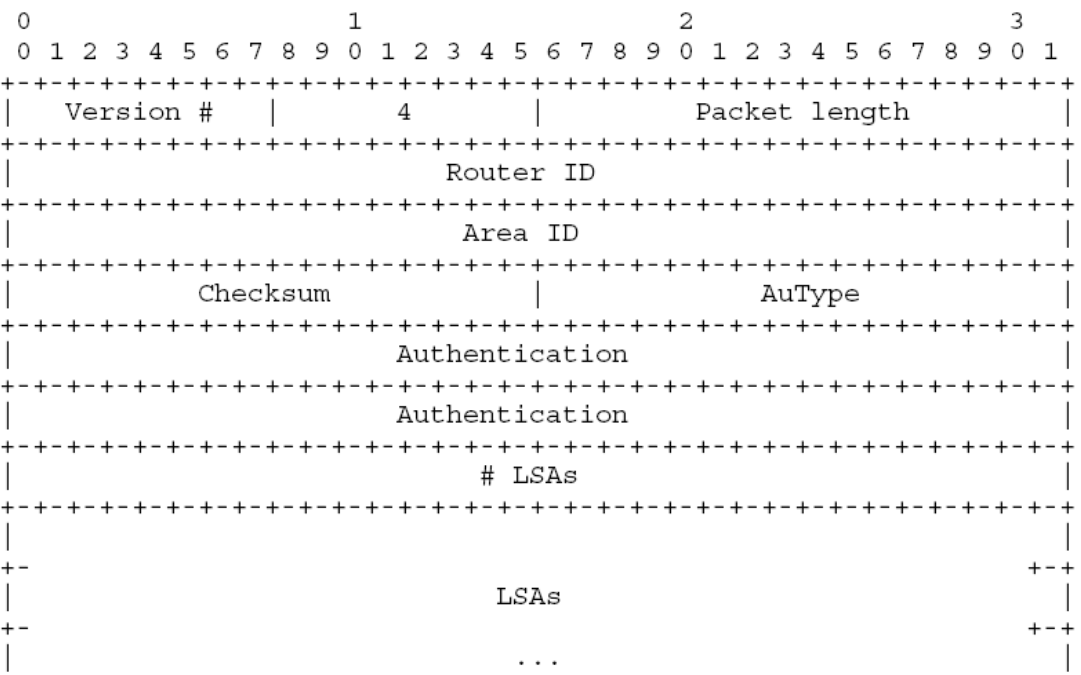 0                   1                   2                   3
 0 1 2 3 4 5 6 7 8 9 0 1 2 3 4 5 6 7 8 9 0 1 2 3 4 5 6 7 8 9 0 1
+-+-+-+-+-+-+-+-+-+-+-+-+-+-+-+-+-+-+-+-+-+-+-+-+-+-+-+-+-+-+-+-+
|   Version #   |       4       |         Packet length         |
+-+-+-+-+-+-+-+-+-+-+-+-+-+-+-+-+-+-+-+-+-+-+-+-+-+-+-+-+-+-+-+-+
|                          Router ID                            |
+-+-+-+-+-+-+-+-+-+-+-+-+-+-+-+-+-+-+-+-+-+-+-+-+-+-+-+-+-+-+-+-+
|                           Area ID                             |
+-+-+-+-+-+-+-+-+-+-+-+-+-+-+-+-+-+-+-+-+-+-+-+-+-+-+-+-+-+-+-+-+
|           Checksum            |             AuType            |
+-+-+-+-+-+-+-+-+-+-+-+-+-+-+-+-+-+-+-+-+-+-+-+-+-+-+-+-+-+-+-+-+
|                       Authentication                          |
+-+-+-+-+-+-+-+-+-+-+-+-+-+-+-+-+-+-+-+-+-+-+-+-+-+-+-+-+-+-+-+-+
|                       Authentication                          |
+-+-+-+-+-+-+-+-+-+-+-+-+-+-+-+-+-+-+-+-+-+-+-+-+-+-+-+-+-+-+-+-+
|                            # LSAs                             |
+-+-+-+-+-+-+-+-+-+-+-+-+-+-+-+-+-+-+-+-+-+-+-+-+-+-+-+-+-+-+-+-+
|                                                               |
+-                                                            +-+
|                             LSAs                              |
+-                                                            +-+
|                              ...                              |